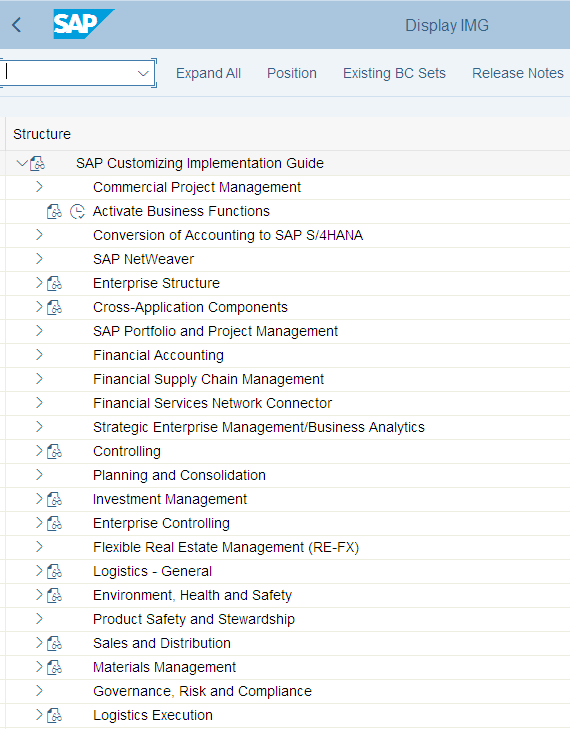 SAP
Display IMG
Expand All Position Existing BC Sets Release Notes
Structure
SAP Customizing Implementation Guide
Commercial Project Management
Activate Business Functions
Conversion of Accounting to SAP S/4HANA
SAP NetWeaver
Enterprise Structure
Cross-Application Components
SAP Portfolio and Project Management
Financial Accounting
Financial Supply Chain Management
Financial Services Network Connector
Strategic Enterprise Management/Business Analytics
Controlling
Planning and Consolidation
Investment Management
Enterprise Controlling
Flexible Real Estate Management (RE-FX)
Logistics - General
Environment, Health and Safety
Product Safety and Stewardship
Sales and Distribution
Materials Management
Governance, Risk and Compliance
Logistics Execution